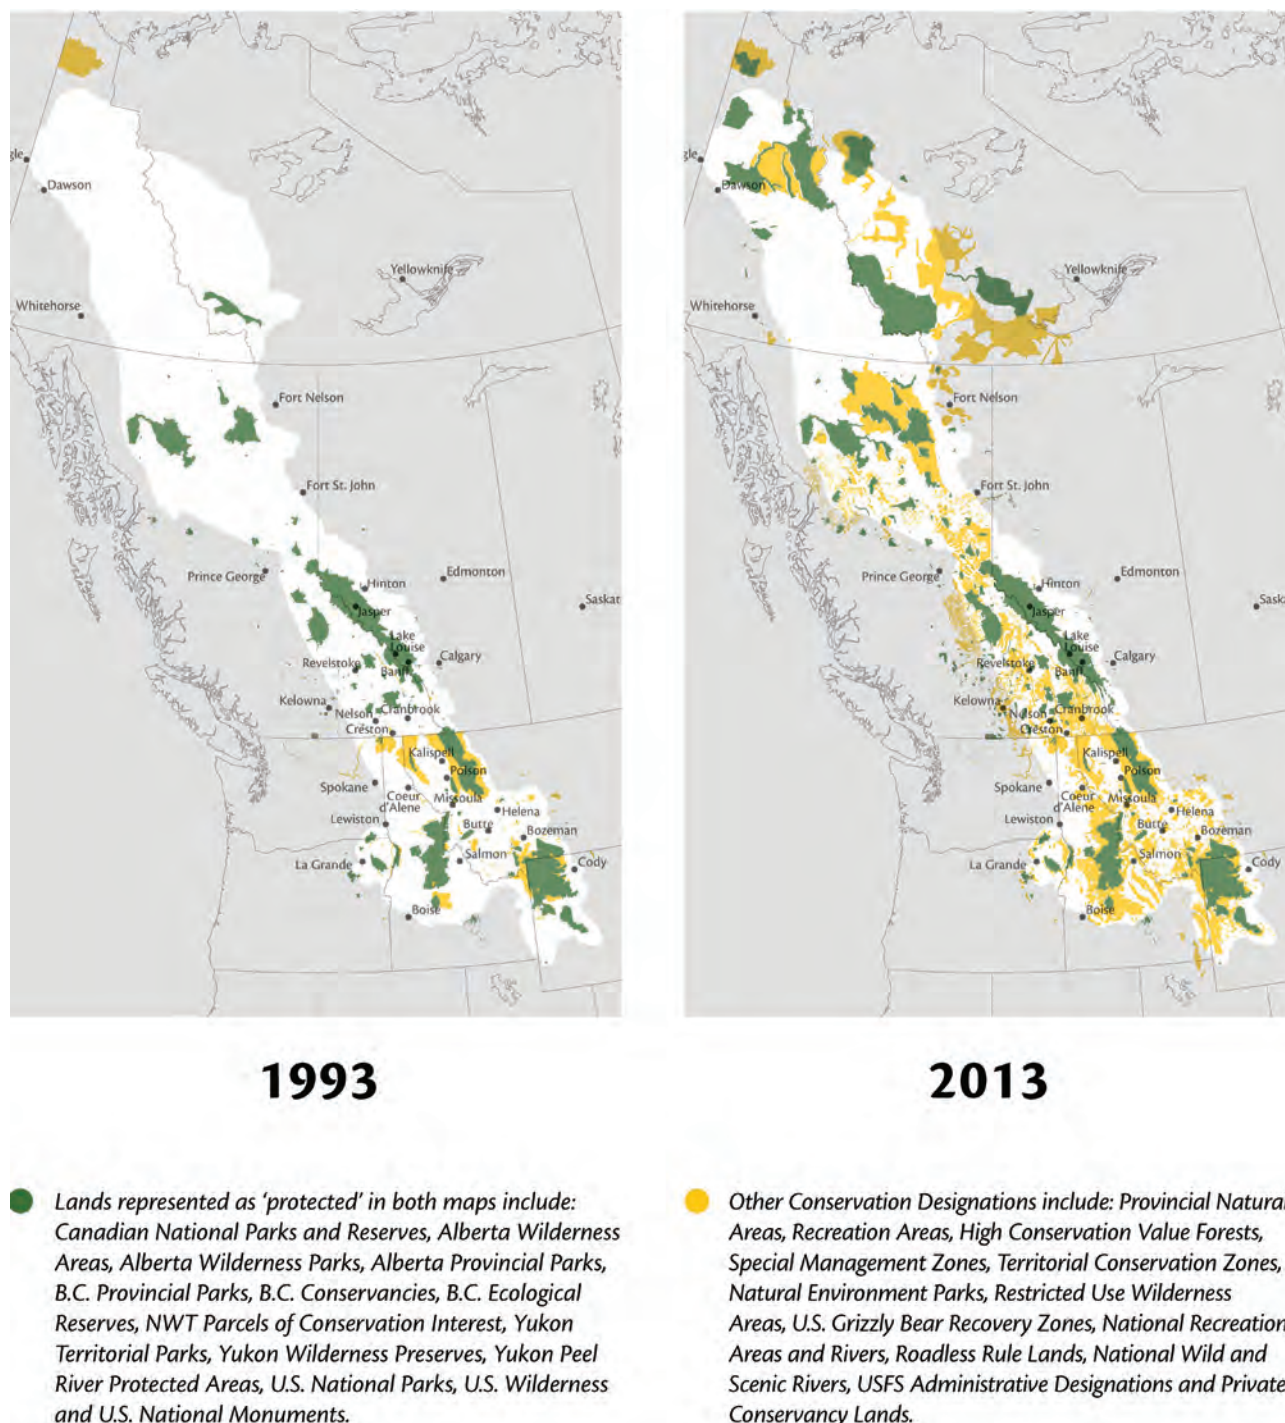 gle
Dawson
Yellowknife
Whitehorse
Fort Nelson
Fort St. John
Prince George
Hinton
Edmonton
Jasper
Saskat
Lake
Louise
Revelstoke
Banff
Calgary
Kelowna
Nelson
Cranbrook
Creston
Kalispell
Polson
Spokane
Coeur
d'Alene
Missoula
Helena
Lewiston
Butte
Bozeman
La Grande
Salmon
Cody
Boise
gle
Dawson
Yellowknife
Whitehorse
Fort Nelson
Fort St. John
Prince George
Hinton
Edmonton
Jasper
Sask
Lake
Louise
Revelstoke
Banff
Calgary
Kelowna
Nelson
Cranbrook
Creston
Kalispell
Polson
Spokane
Coeur
d'Alene
Missoula
Helena
Lewiston
Butte
Bozeman
La Grande
Salmon
Cody
Boise
1993
2013
Lands represented as ‘protected’ in both maps include:
Canadian National Parks and Reserves, Alberta Wilderness
Areas, Alberta Wilderness Parks, Alberta Provincial Parks,
B.C. Provincial Parks, B.C. Conservancies, B.C. Ecological
Reserves, NWT Parcels of Conservation Interest, Yukon
Territorial Parks, Yukon Wilderness Preserves, Yukon Peel
River Protected Areas, U.S. National Parks, U.S. Wilderness
and U.S. National Monuments.
Other Conservation Designations include: Provincial Natural
Areas, Recreation Areas, High Conservation Value Forests,
Special Management Zones, Territorial Conservation Zones,
Natural Environment Parks, Restricted Use Wilderness
Areas, U.S. Grizzly Bear Recovery Zones, National Recreation
Areas and Rivers, Roadless Rule Lands, National Wild and
Scenic Rivers, USFS Administrative Designations and Private
Conservancy Lands.